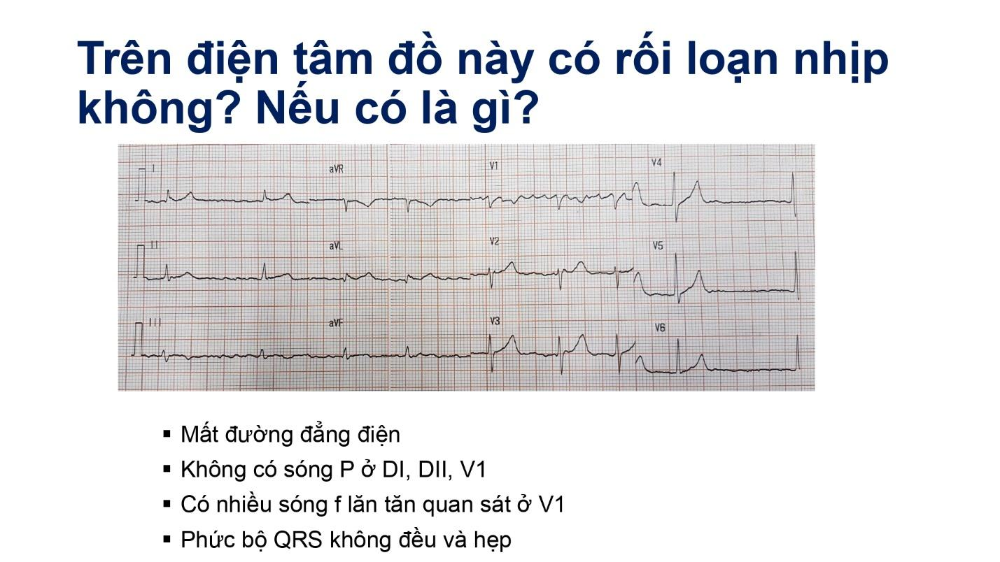 Trên điện tâm đồ này có rối loạn nhịp
không? Nếu có là gì?
I aVR V1 V4
II aVL V2 V5
III aVF V3 V6
▪ Mất đường đẳng điện
▪ Không có sóng P ở DI, DII, V1
▪ Có nhiều sóng f lăn tăn quan sát ở V1
▪ Phức bộ QRS không đều và hẹp